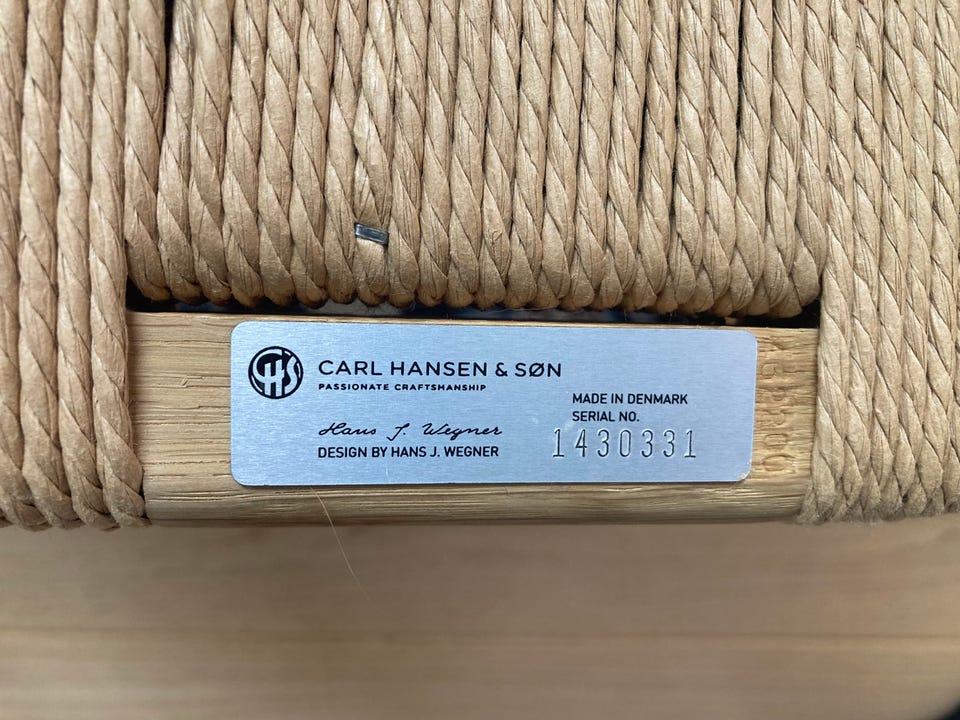 CHS
CARL HANSEN & SØN
PASSIONATE CRAFTSMANSHIP
Hans J. Wegner
DESIGN BY HANS J. WEGNER
MADE IN DENMARK
SERIAL NO.
1430331